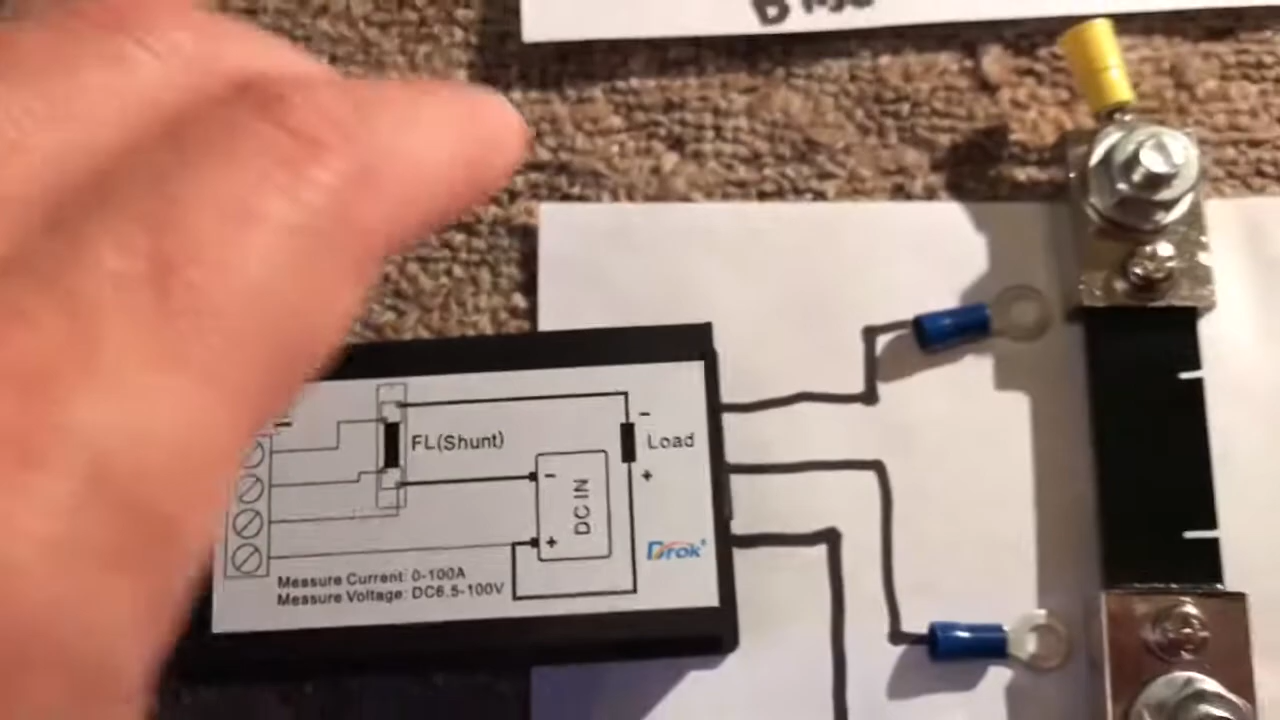 FL(Shunt)
-
Load
+
-
DC IN
+
Drok®
Measure Current: 0-100A
Measure Voltage: DC6.5-100V